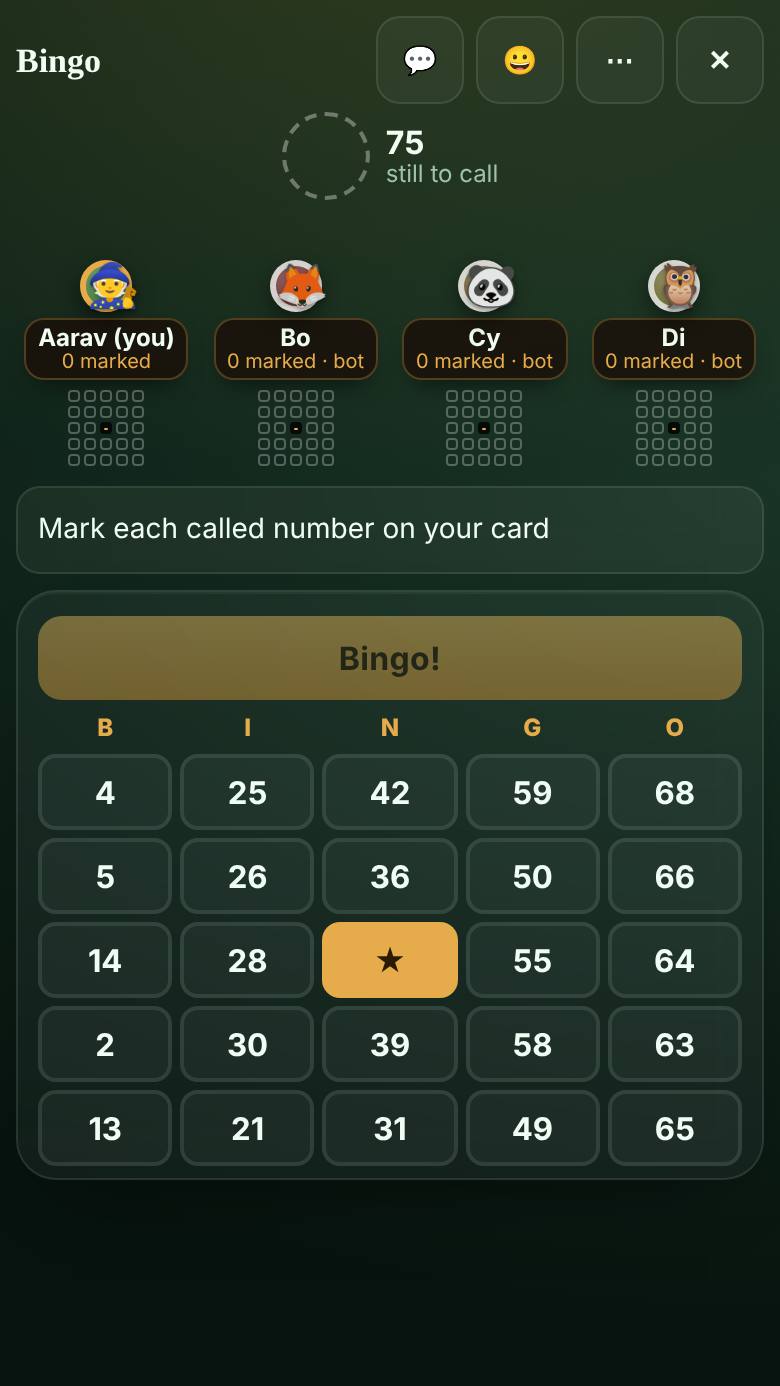 Bingo
75
still to call
Aarav (you)
0 marked
Bo
0 marked · bot
Cy
0 marked · bot
Di
0 marked · bot
Mark each called number on your card
Bingo!
B I N G O
4 25 42 59 68
5 26 36 50 66
14 28 ★ 55 64
2 30 39 58 63
13 21 31 49 65